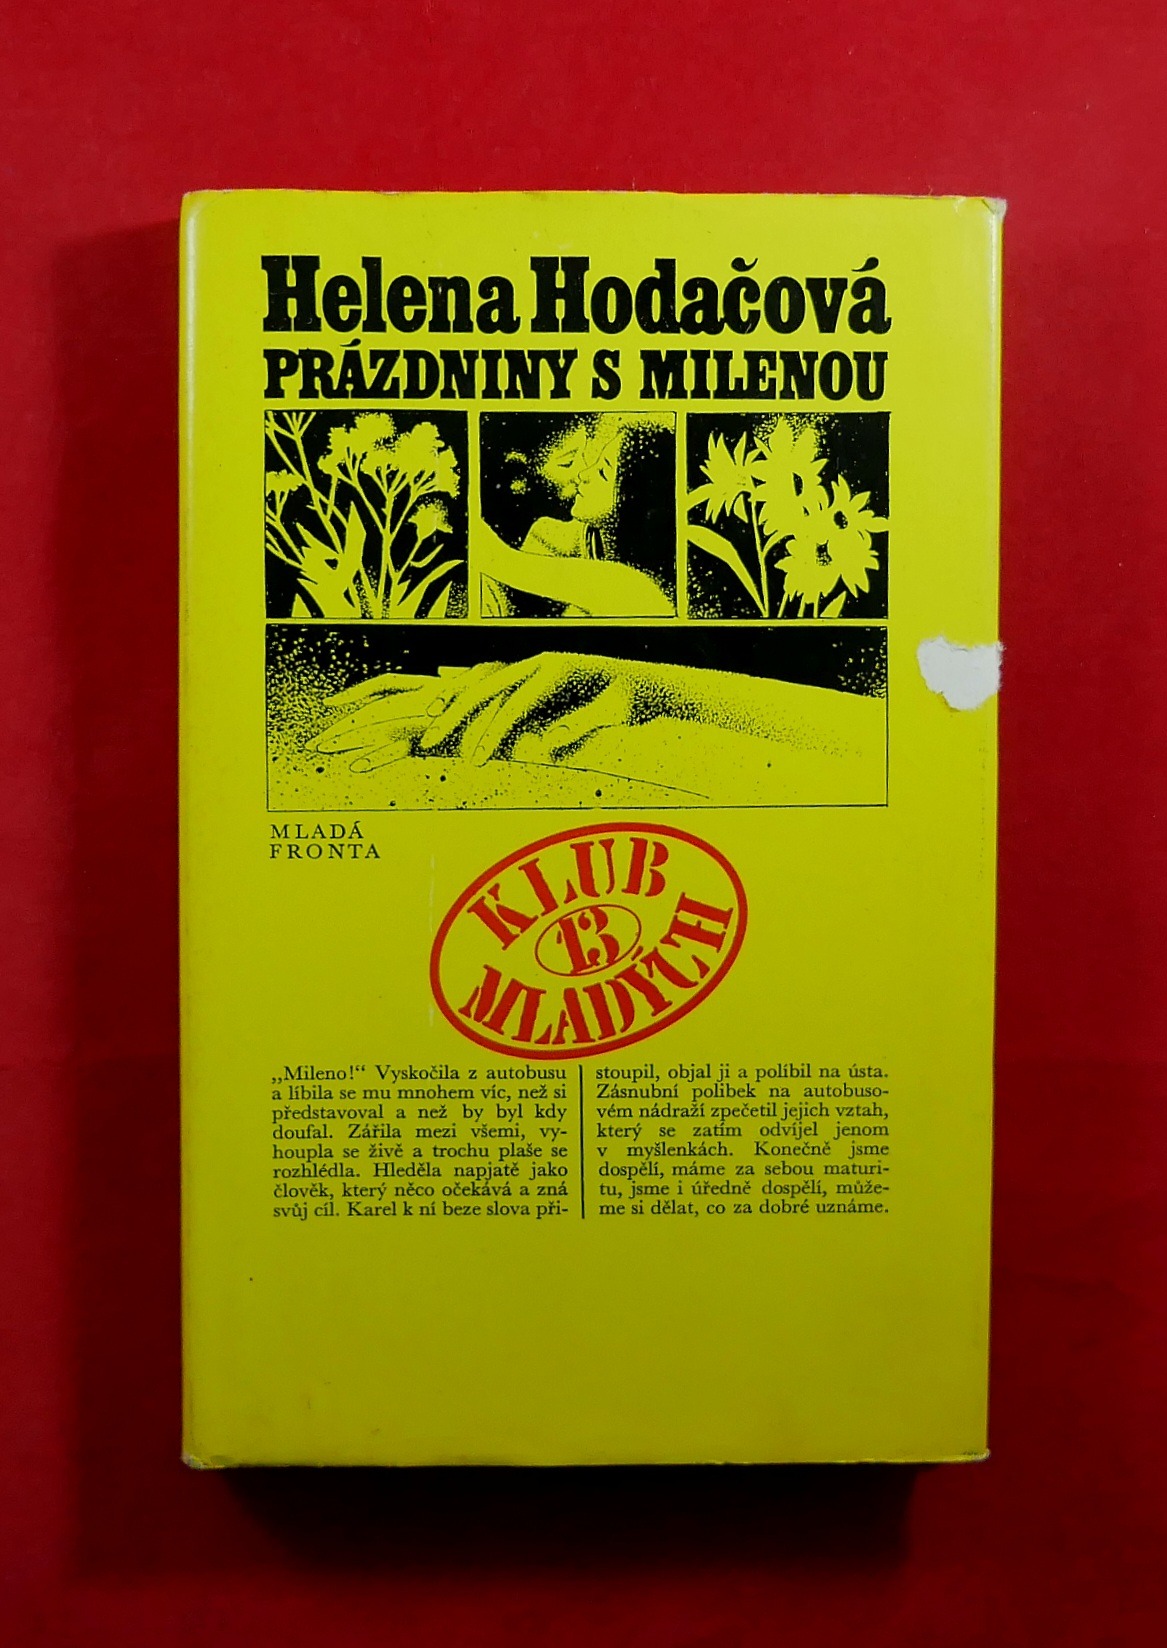 Helena Hodačová
PRÁZDNINY S MILENOU
MLADÁ
FRONTA
KLUB
13
MLADÝCH
„Mileno!“ Vyskočila z autobusu
a líbila se mu mnohem víc, než si
představoval a než by byl kdy
doufal. Zářila mezi všemi, vy-
houpla se živě a trochu plaše se
rozhlédla. Hleděla napjatě jako
člověk, který něco očekává a zná
svůj cíl. Karel k ní beze slova při-
stoupil, objal ji a políbil na ústa.
Zásnubní polibek na autobuso-
vém nádraží zpečetil jejich vztah,
který se zatím odvíjel jenom
v myšlenkách. Konečně jsme
dospělí, máme za sebou maturi-
tu, jsme i úředně dospělí, může-
me si dělat, co za dobré uznáme.